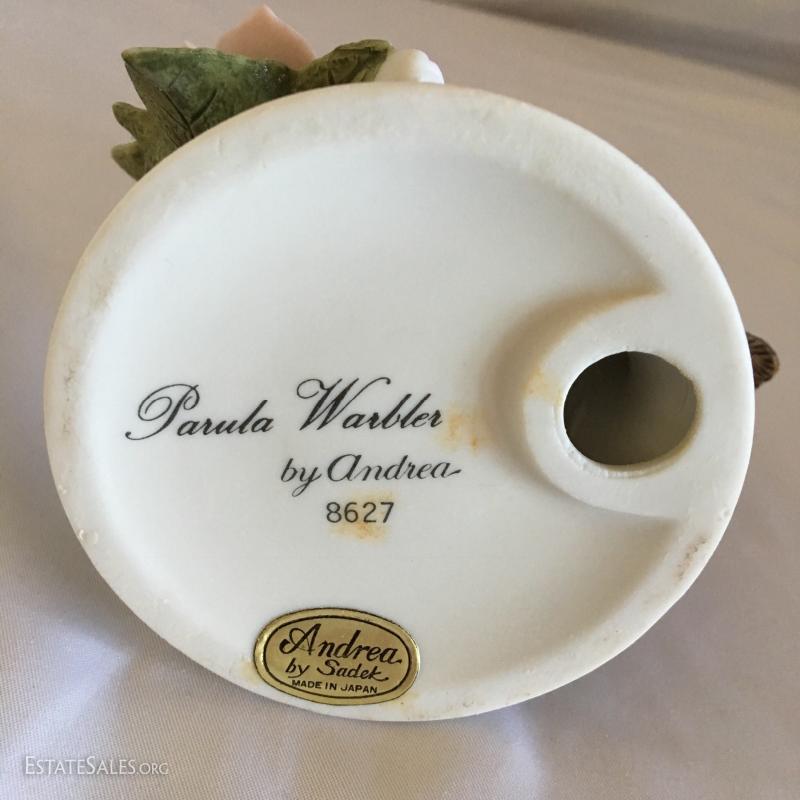 Parula Warbler
by Andrea
8627
Andrea
by Sadek
MADE IN JAPAN
ESTATESALES.ORG